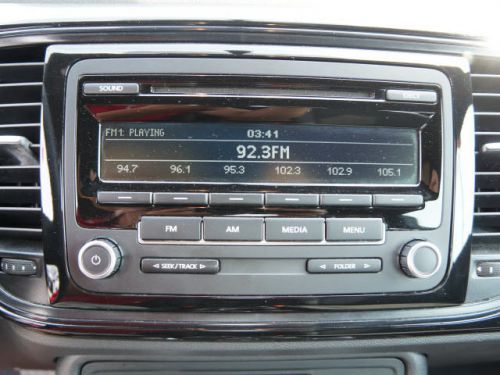 SOUND
FM1: PLAYING 03:41
92.3FM
94.7 96.1 95.3 102.3 102.9 105.1
FM AM MEDIA MENU
◁ SEEK/TRACK ▷ ◁ FOLDER ▷